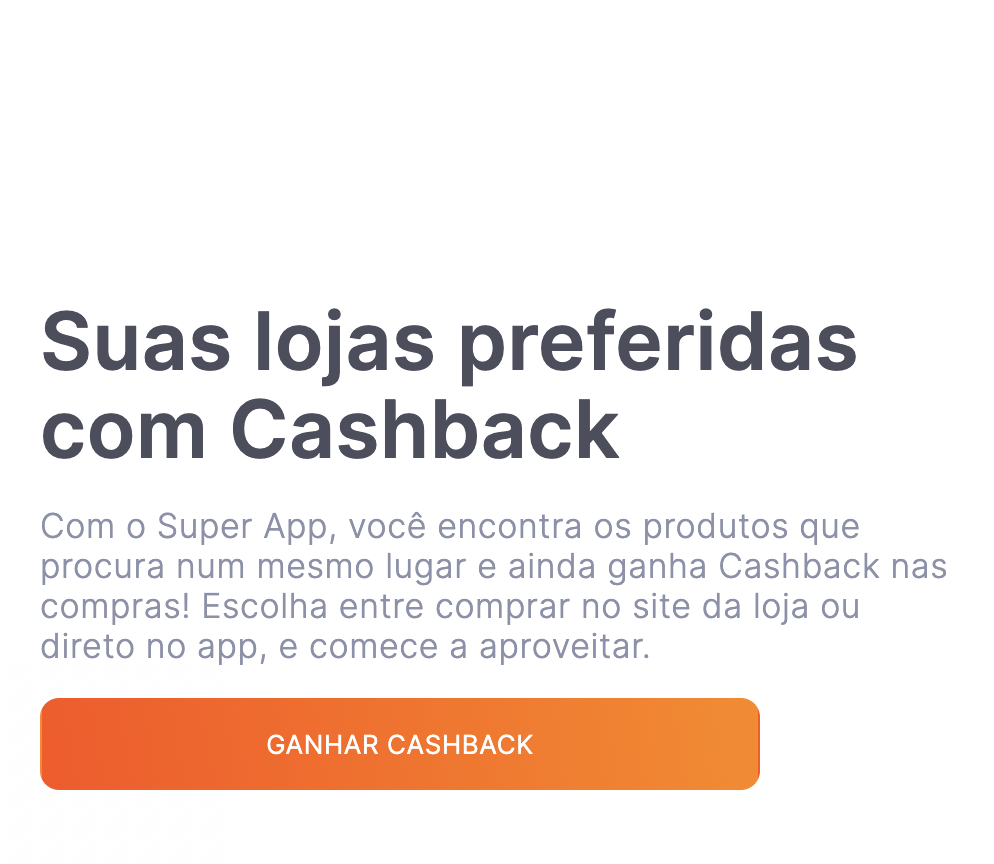 Suas lojas preferidas
com Cashback
Com o Super App, você encontra os produtos que
procura num mesmo lugar e ainda ganha Cashback nas
compras! Escolha entre comprar no site da loja ou
direto no app, e comece a aproveitar.
GANHAR CASHBACK